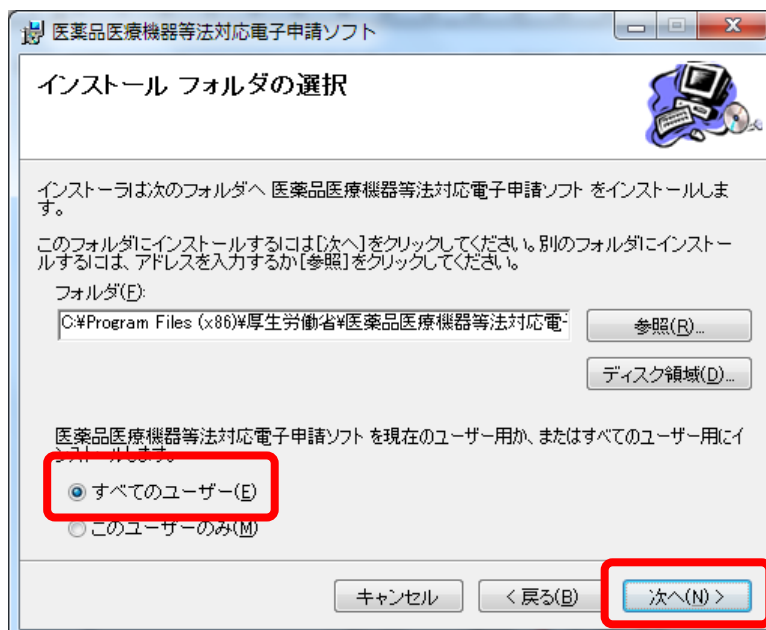 医薬品医療機器等法対応電子申請ソフト
インストール フォルダの選択
インストーラは次のフォルダへ 医薬品医療機器等法対応電子申請ソフト をインストールしま
す。
このフォルダにインストールするには[次へ]をクリックしてください。別のフォルダにインストー
ルするには、アドレスを入力するか[参照]をクリックしてください。
フォルダ(F):
C:¥Program Files (x86)¥厚生労働省¥医薬品医療機器等法対応電
参照(R)...
ディスク領域(D)...
医薬品医療機器等法対応電子申請ソフト を現在のユーザー用か、またはすべてのユーザー用にイ
ンストールします。
すべてのユーザー(E)
このユーザーのみ(M)
キャンセル
< 戻る(B)
次へ(N) >